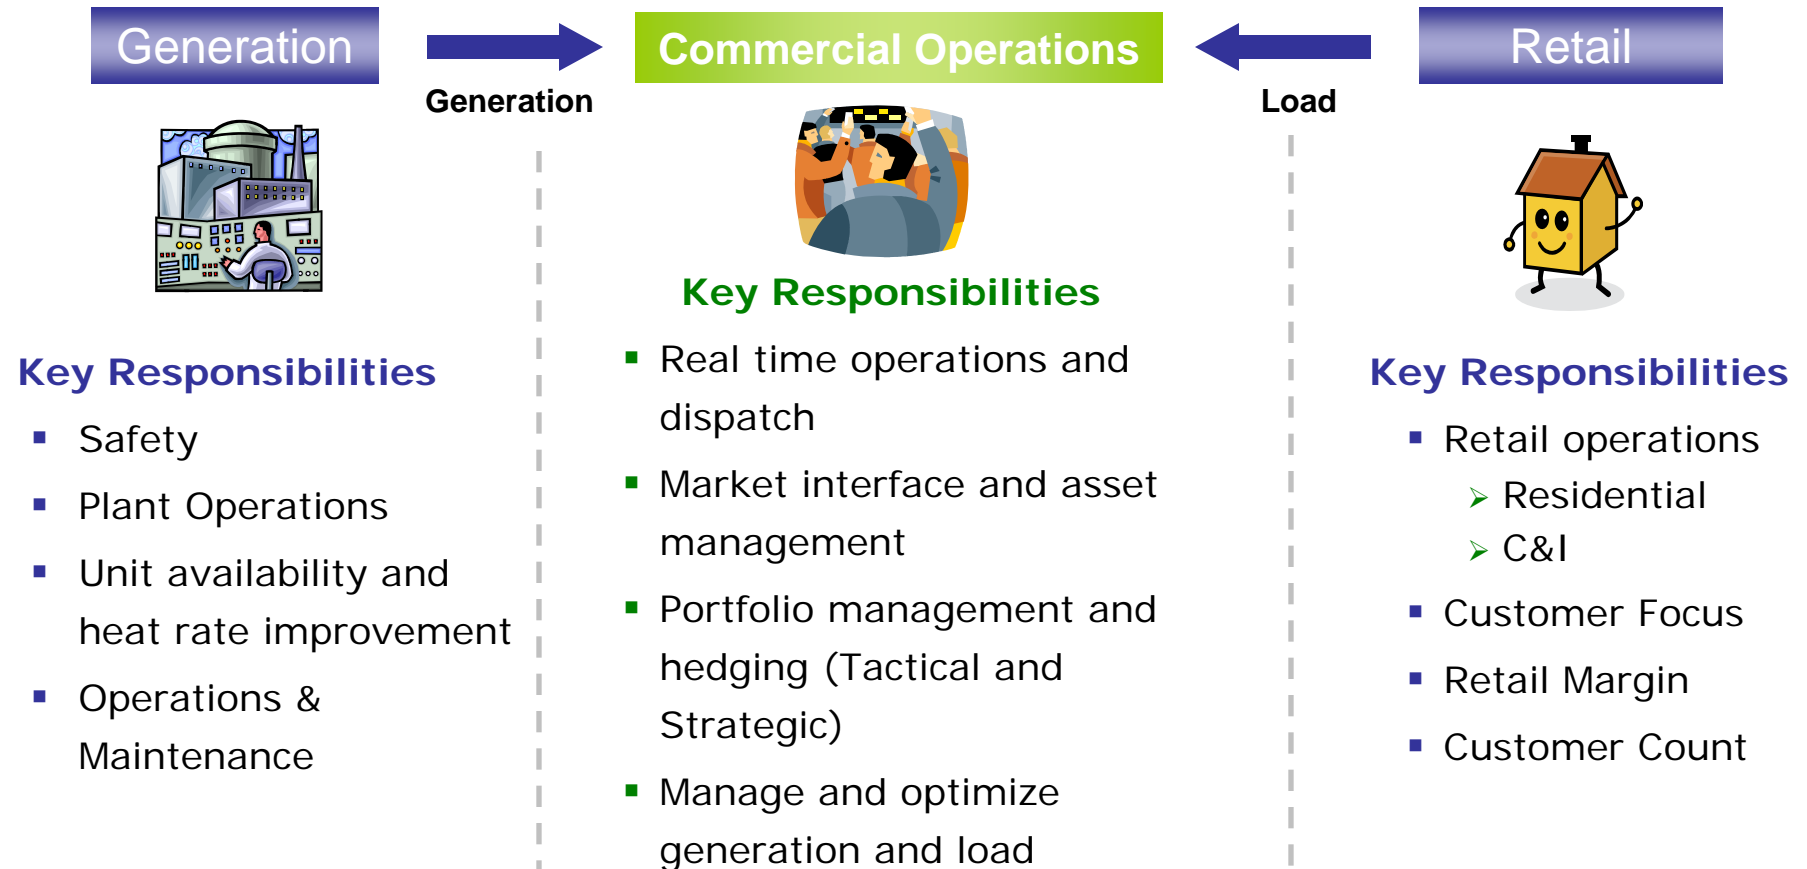 Generation
Commercial Operations
Retail
Generation
Load
Key Responsibilities
Safety
Plant Operations
Unit availability and
heat rate improvement
Operations &
Maintenance
Key Responsibilities
Real time operations and
dispatch
Market interface and asset
management
Portfolio management and
hedging (Tactical and
Strategic)
Manage and optimize
generation and load
Key Responsibilities
Retail operations
Residential
C&I
Customer Focus
Retail Margin
Customer Count